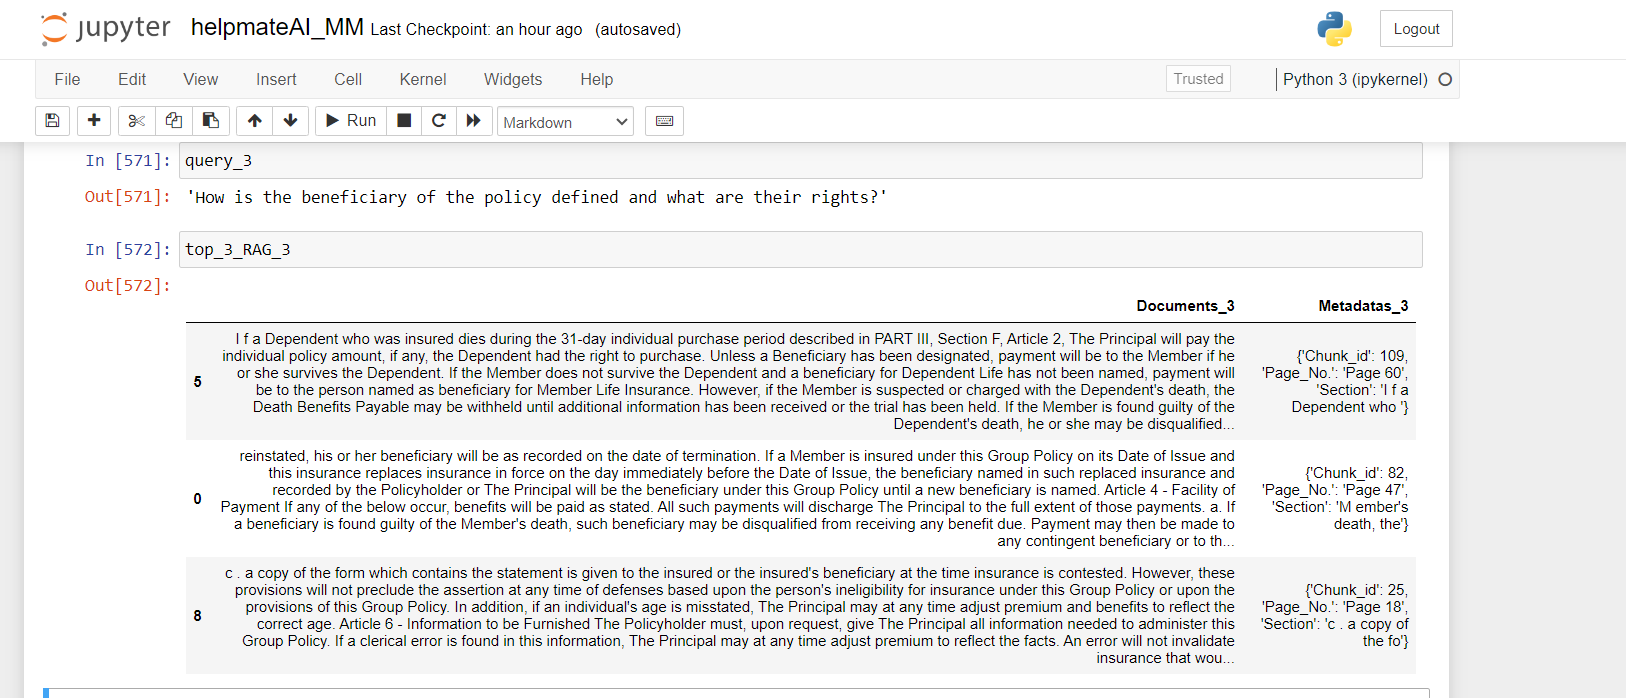 jupyter helpmateAI_MM Last Checkpoint: an hour ago (autosaved) Logout
File Edit View Insert Cell Kernel Widgets Help Trusted Python 3 (ipykernel)
Run Markdown
In [571]: query_3
Out[571]: 'How is the beneficiary of the policy defined and what are their rights?'
In [572]: top_3_RAG_3
Out[572]:
Documents_3 Metadatas_3
5
I f a Dependent who was insured dies during the 31-day individual purchase period described in PART III, Section F, Article 2, The Principal will pay the
individual policy amount, if any, the Dependent had the right to purchase. Unless a Beneficiary has been designated, payment will be to the Member if he
or she survives the Dependent. If the Member does not survive the Dependent and a beneficiary for Dependent Life has not been named, payment will
be to the person named as beneficiary for Member Life Insurance. However, if the Member is suspected or charged with the Dependent's death, the
Death Benefits Payable may be withheld until additional information has been received or the trial has been held. If the Member is found guilty of the
Dependent's death, he or she may be disqualified...
{'Chunk_id': 109,
'Page_No.': 'Page 60',
'Section': 'I f a
Dependent who '}
0
reinstated, his or her beneficiary will be as recorded on the date of termination. If a Member is insured under this Group Policy on its Date of Issue and
this insurance replaces insurance in force on the day immediately before the Date of Issue, the beneficiary named in such replaced insurance and
recorded by the Policyholder or The Principal will be the beneficiary under this Group Policy until a new beneficiary is named. Article 4 - Facility of
Payment If any of the below occur, benefits will be paid as stated. All such payments will discharge The Principal to the full extent of those payments. a. If
a beneficiary is found guilty of the Member's death, such beneficiary may be disqualified from receiving any benefit due. Payment may then be made to
any contingent beneficiary or to th...
{'Chunk_id': 82,
'Page_No.': 'Page 47',
'Section': 'M ember's
death, the'}
8
c . a copy of the form which contains the statement is given to the insured or the insured's beneficiary at the time insurance is contested. However, these
provisions will not preclude the assertion at any time of defenses based upon the person's ineligibility for insurance under this Group Policy or upon the
provisions of this Group Policy. In addition, if an individual's age is misstated, The Principal may at any time adjust premium and benefits to reflect the
correct age. Article 6 - Information to be Furnished The Policyholder must, upon request, give The Principal all information needed to administer this
Group Policy. If a clerical error is found in this information, The Principal may at any time adjust premium to reflect the facts. An error will not invalidate
insurance that wou...
{'Chunk_id': 25,
'Page_No.': 'Page 18',
'Section': 'c . a copy of
the fo'}